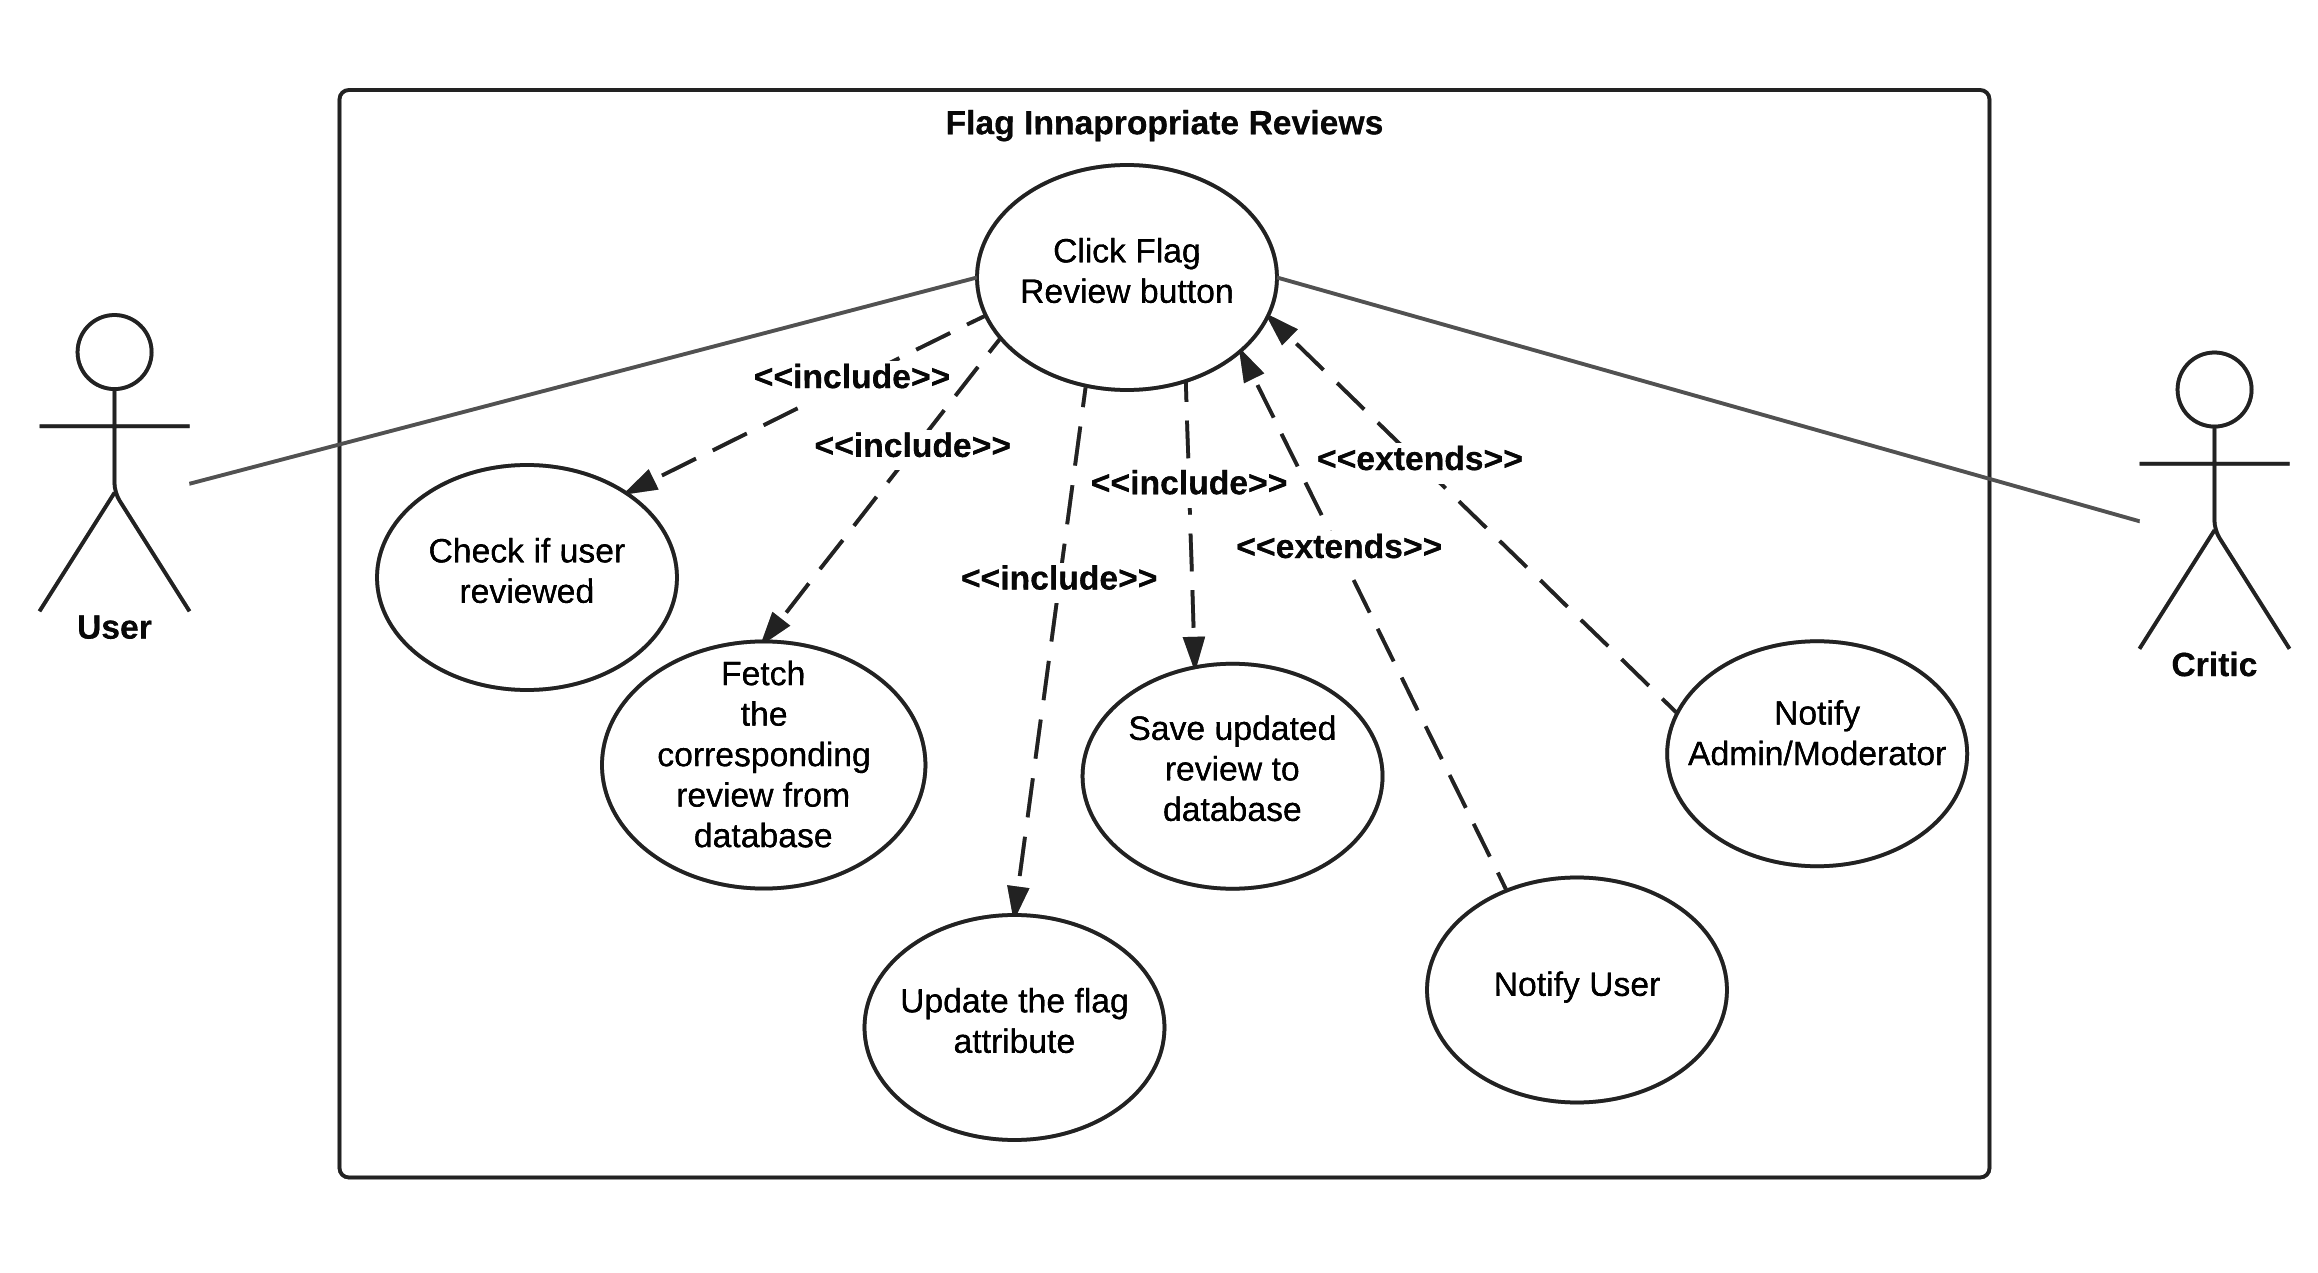 Flag Innapropriate Reviews
Click Flag
Review button
<<include>>
<<include>>
<<extends>>
<<include>>
<<extends>>
<<include>>
Check if user
reviewed
User
Critic
Fetch
the
corresponding
review from
database
Save updated
review to
database
Notify
Admin/Moderator
Update the flag
attribute
Notify User